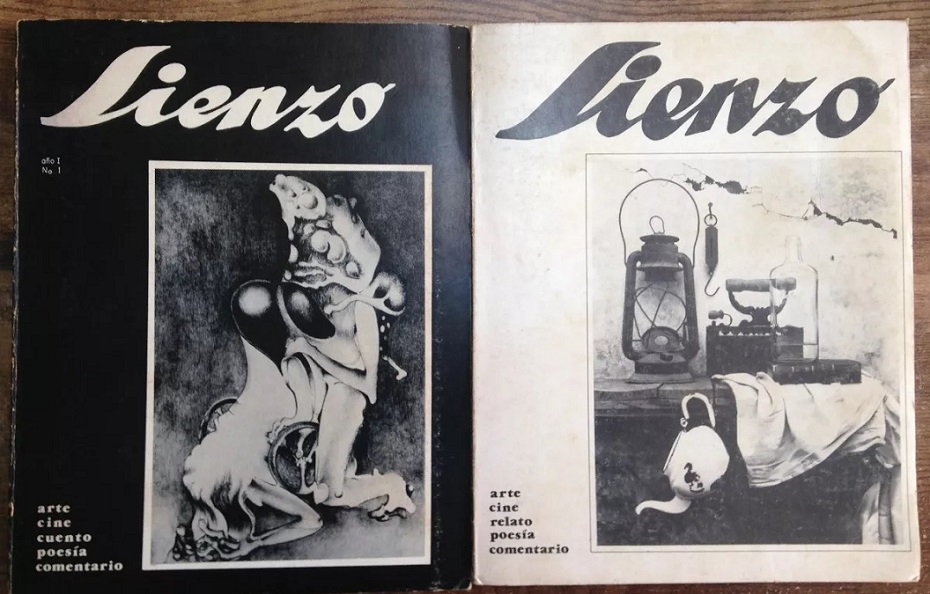 Lienzo
año I
No 1
arte
cine
cuento
poesía
comentario
Lienzo
arte
cine
relato
poesía
comentario